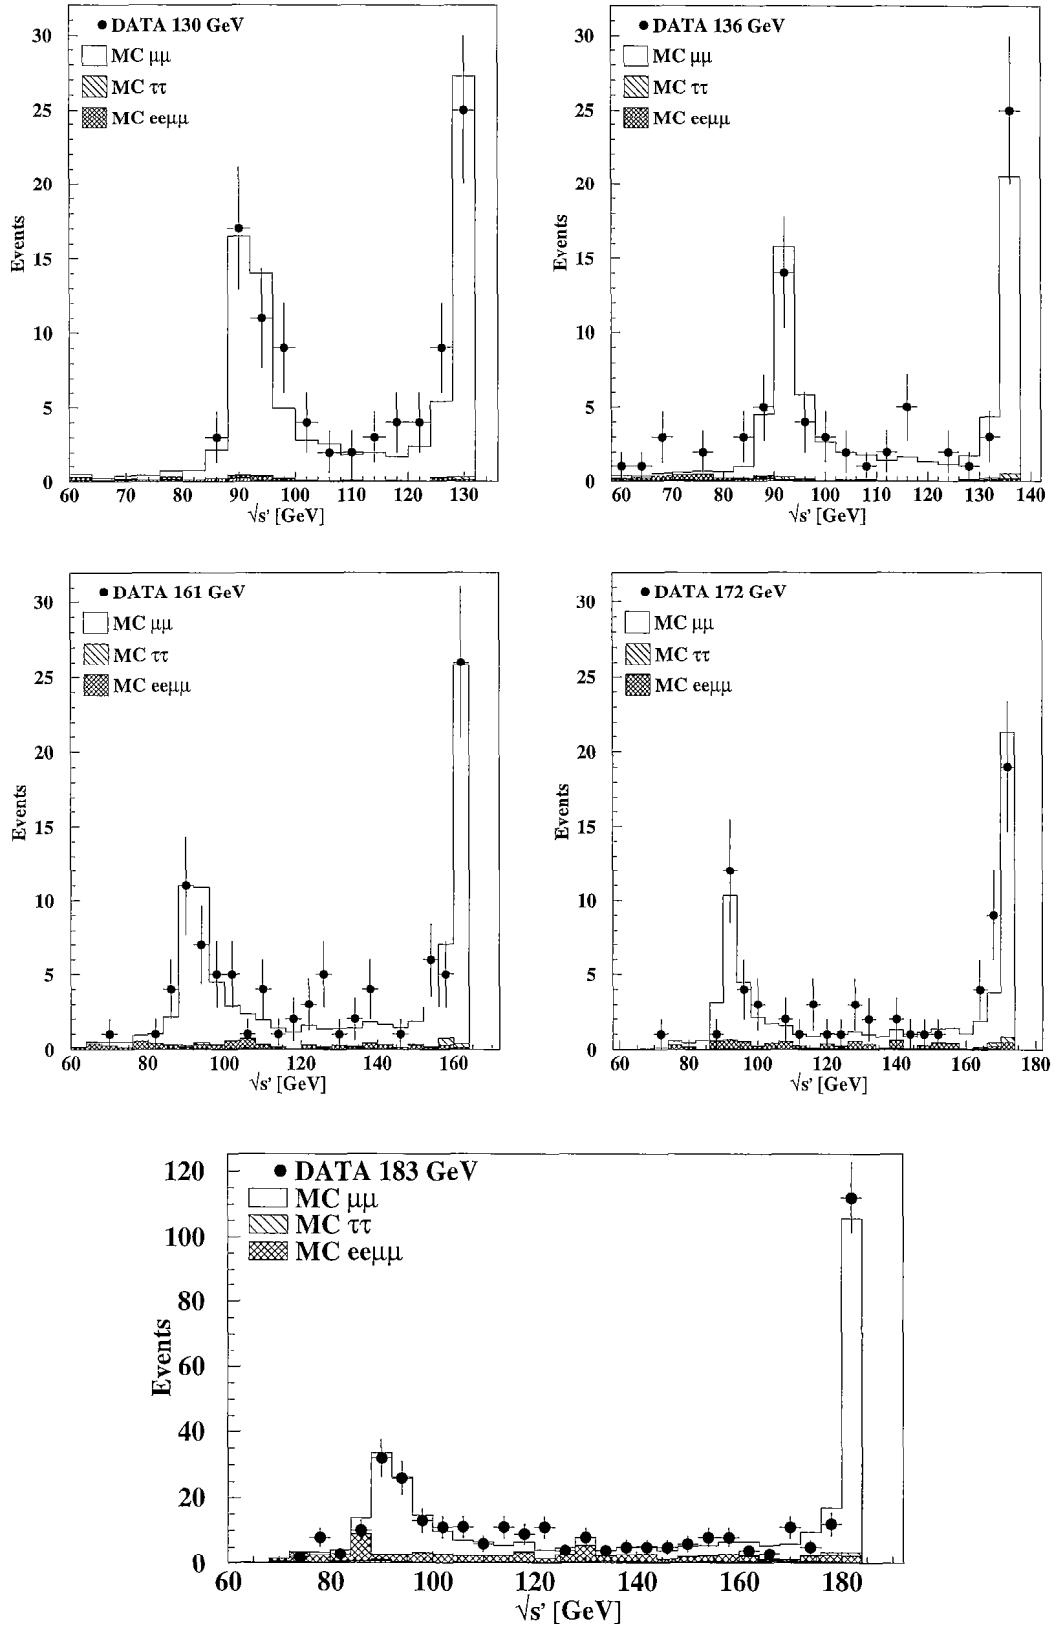 DATA 130 GeV
MC μμ
MC ττ
MC eeμμ
30
25
20
15
10
5
0
Events
60 70 80 90 100 110 120 130
√s' [GeV]
DATA 136 GeV
MC μμ
MC ττ
MC eeμμ
30
25
20
15
10
5
0
Events
60 70 80 90 100 110 120 130 140
√s' [GeV]
DATA 161 GeV
MC μμ
MC ττ
MC eeμμ
30
25
20
15
10
5
0
Events
60 80 100 120 140 160
√s' [GeV]
DATA 172 GeV
MC μμ
MC ττ
MC eeμμ
30
25
20
15
10
5
0
Events
60 80 100 120 140 160 180
√s' [GeV]
DATA 183 GeV
MC μμ
MC ττ
MC eeμμ
120
100
80
60
40
20
0
Events
60 80 100 120 140 160 180
√s' [GeV]